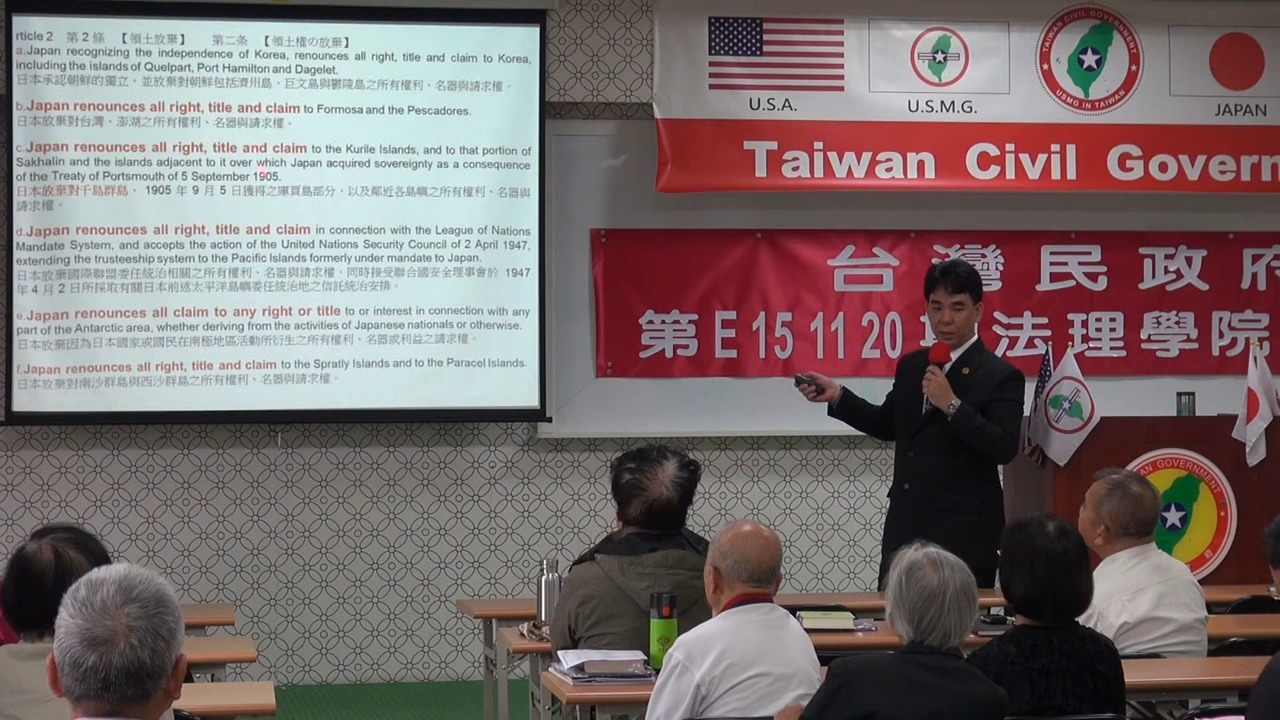 rticle 2 第 2 條 【領土放棄】 第二条 【領土權の放棄】
a.Japan recognizing the independence of Korea, renounces all right, title and claim to Korea,
including the islands of Quelpart, Port Hamilton and Dagelet.
日本承認朝鮮的獨立，並放棄對朝鮮包括濟州島、巨文島與鬱陵島之所有權利、名器與請求權。
b.Japan renounces all right, title and claim to Formosa and the Pescadores.
日本放棄對台灣、澎湖之所有權利、名器與請求權。
c.Japan renounces all right, title and claim to the Kurile Islands, and to that portion of
Sakhalin and the islands adjacent to it over which Japan acquired sovereignty as a consequence
of the Treaty of Portsmouth of 5 September 1905.
日本放棄對千島群島、1905 年 9 月 5 日獲得之庫頁島部分，以及鄰近各島嶼之所有權利、名器與
請求權。
d.Japan renounces all right, title and claim in connection with the League of Nations
Mandate System, and accepts the action of the United Nations Security Council of 2 April 1947,
extending the trusteeship system to the Pacific Islands formerly under mandate to Japan.
日本放棄國際聯盟委任統治相關之所有權利、名器與請求權，同時接受聯合國安全理事會於 1947
年 4 月 2 日所採取有關日本前述太平洋島嶼委任統治地之信託統治安排。
e.Japan renounces all claim to any right or title to or interest in connection with any
part of the Antarctic area, whether deriving from the activities of Japanese nationals or otherwise.
日本放棄因為日本國家或國民在南極地區活動所衍生之所有權利、名器或利益之請求權。
f.Japan renounces all right, title and claim to the Spratly Islands and to the Paracel Islands.
日本放棄對南沙群島與西沙群島之所有權利、名器與請求權。
U.S.A.
U.S.M.G.
TAIWAN CIVIL GOVERNMENT
USMG IN TAIWAN
JAPAN
Taiwan Civil Govern
台灣民政府
第 E 15 11 20 法理學院
AN GOVERNMENT